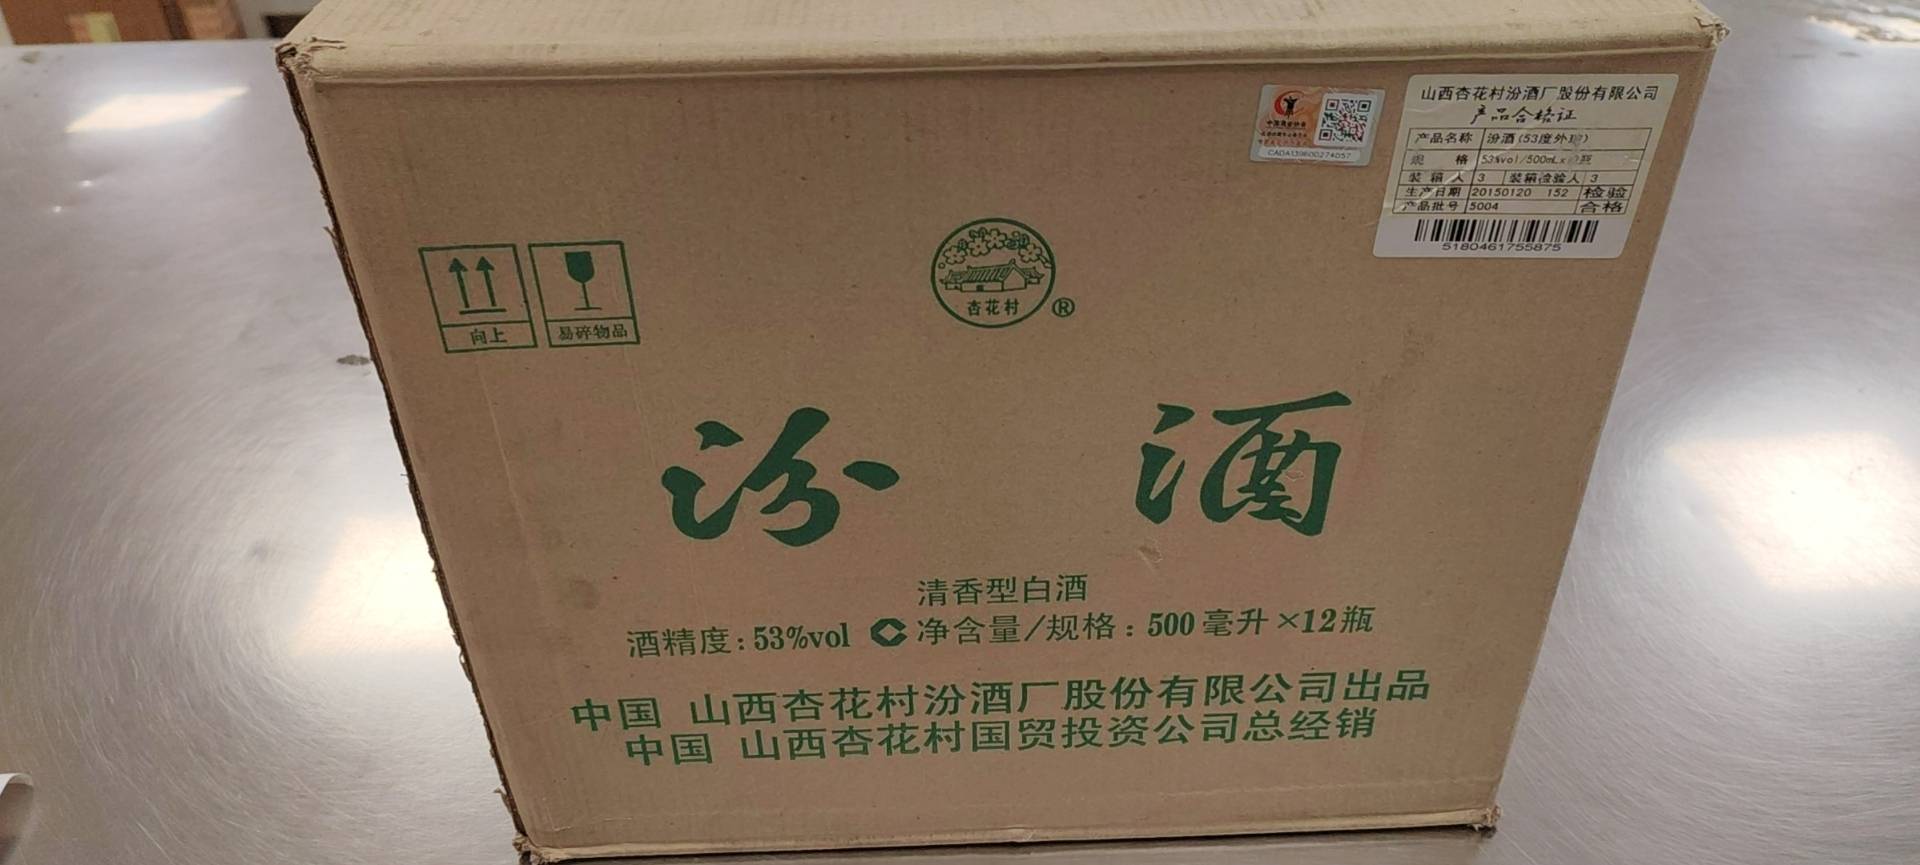 山西杏花村汾酒厂股份有限公司
产品合格证
产品名称 汾酒(53度外玻)
规格 53%vol/500mLx
装箱人 3 装箱检验人 3
生产日期 20150120 152 检验
产品批号 5004 合格
5180461755875
CADA139600274057
向上
易碎物品
杏花村
®
汾酒
清香型白酒
酒精度:53%vol 净含量/规格:500毫升×12瓶
中国 山西杏花村汾酒厂股份有限公司出品
中国 山西杏花村国贸投资公司总经销